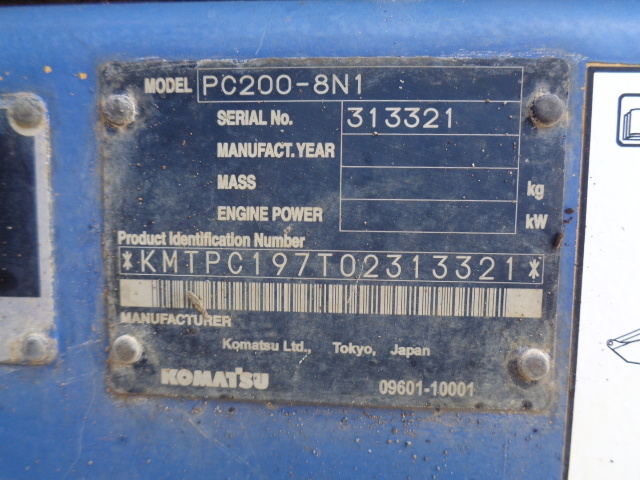 MODEL PC200-8N1
SERIAL No. 313321
MANUFACT. YEAR
MASS kg
ENGINE POWER kW
Product Identification Number
*KMTPC197T02313321*
MANUFACTURER
Komatsu Ltd., Tokyo, Japan
KOMATSU 09601-10001